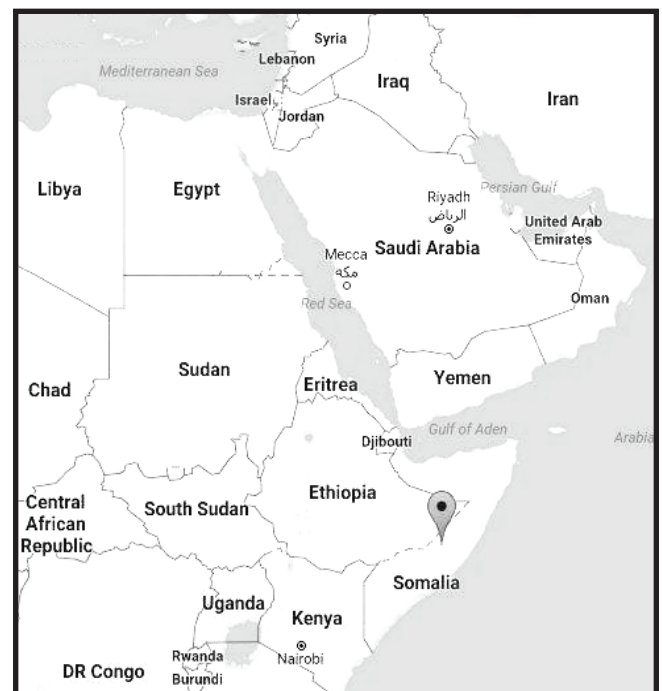 Syria
Mediterranean Sea
Lebanon
Iraq
Iran
Israel
Jordan
Libya
Egypt
Persian Gulf
Riyadh
الرياض
United Arab
Emirates
Saudi Arabia
Mecca
مكه
Oman
Red Sea
Sudan
Yemen
Eritrea
Chad
Gulf of Aden
Arabia
Djibouti
Ethiopia
Central
African
Republic
South Sudan
Somalia
Uganda
Kenya
Rwanda
Nairobi
DR Congo
Burundi